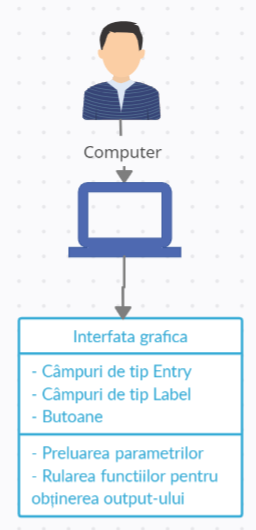 Computer
Interfata grafica
- Câmpuri de tip Entry
- Câmpuri de tip Label
- Butoane
- Preluarea parametrilor
- Rularea functiilor pentru
obținerea output-ului